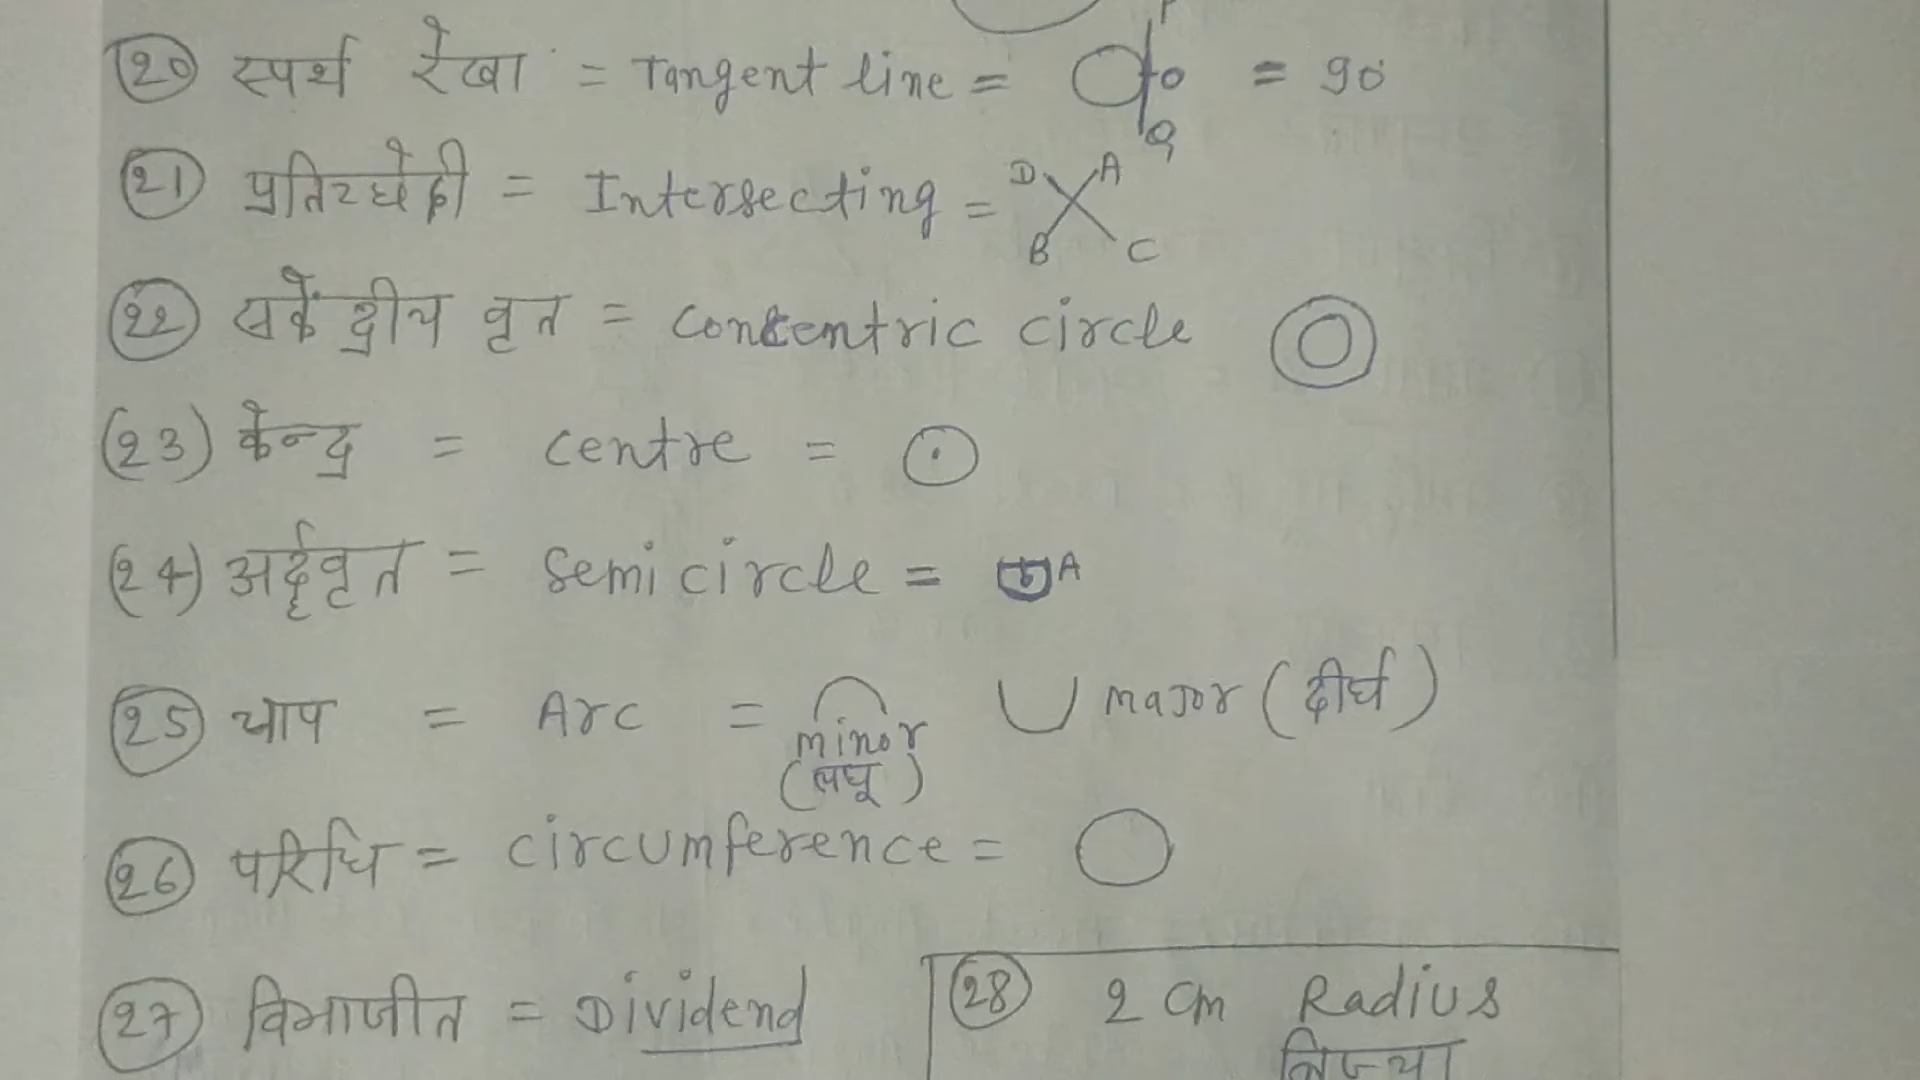 (20) स्पर्थ रेखा = Tangent line = P O Q = 90
(21) प्रतिच्छेदी = Intersecting = D A B C
(22) सकेंद्रीय वृत = concentric circle
(23) केन्द्र = centre =
(24) अर्द्धवृत = Semi circle = A
(25) चाप = Arc = minor (लघू) major (दीर्घ)
(26) परिधि = circumference =
(27) विभाजीत = Dividend
(28) 2 cm Radius
त्रिज्या